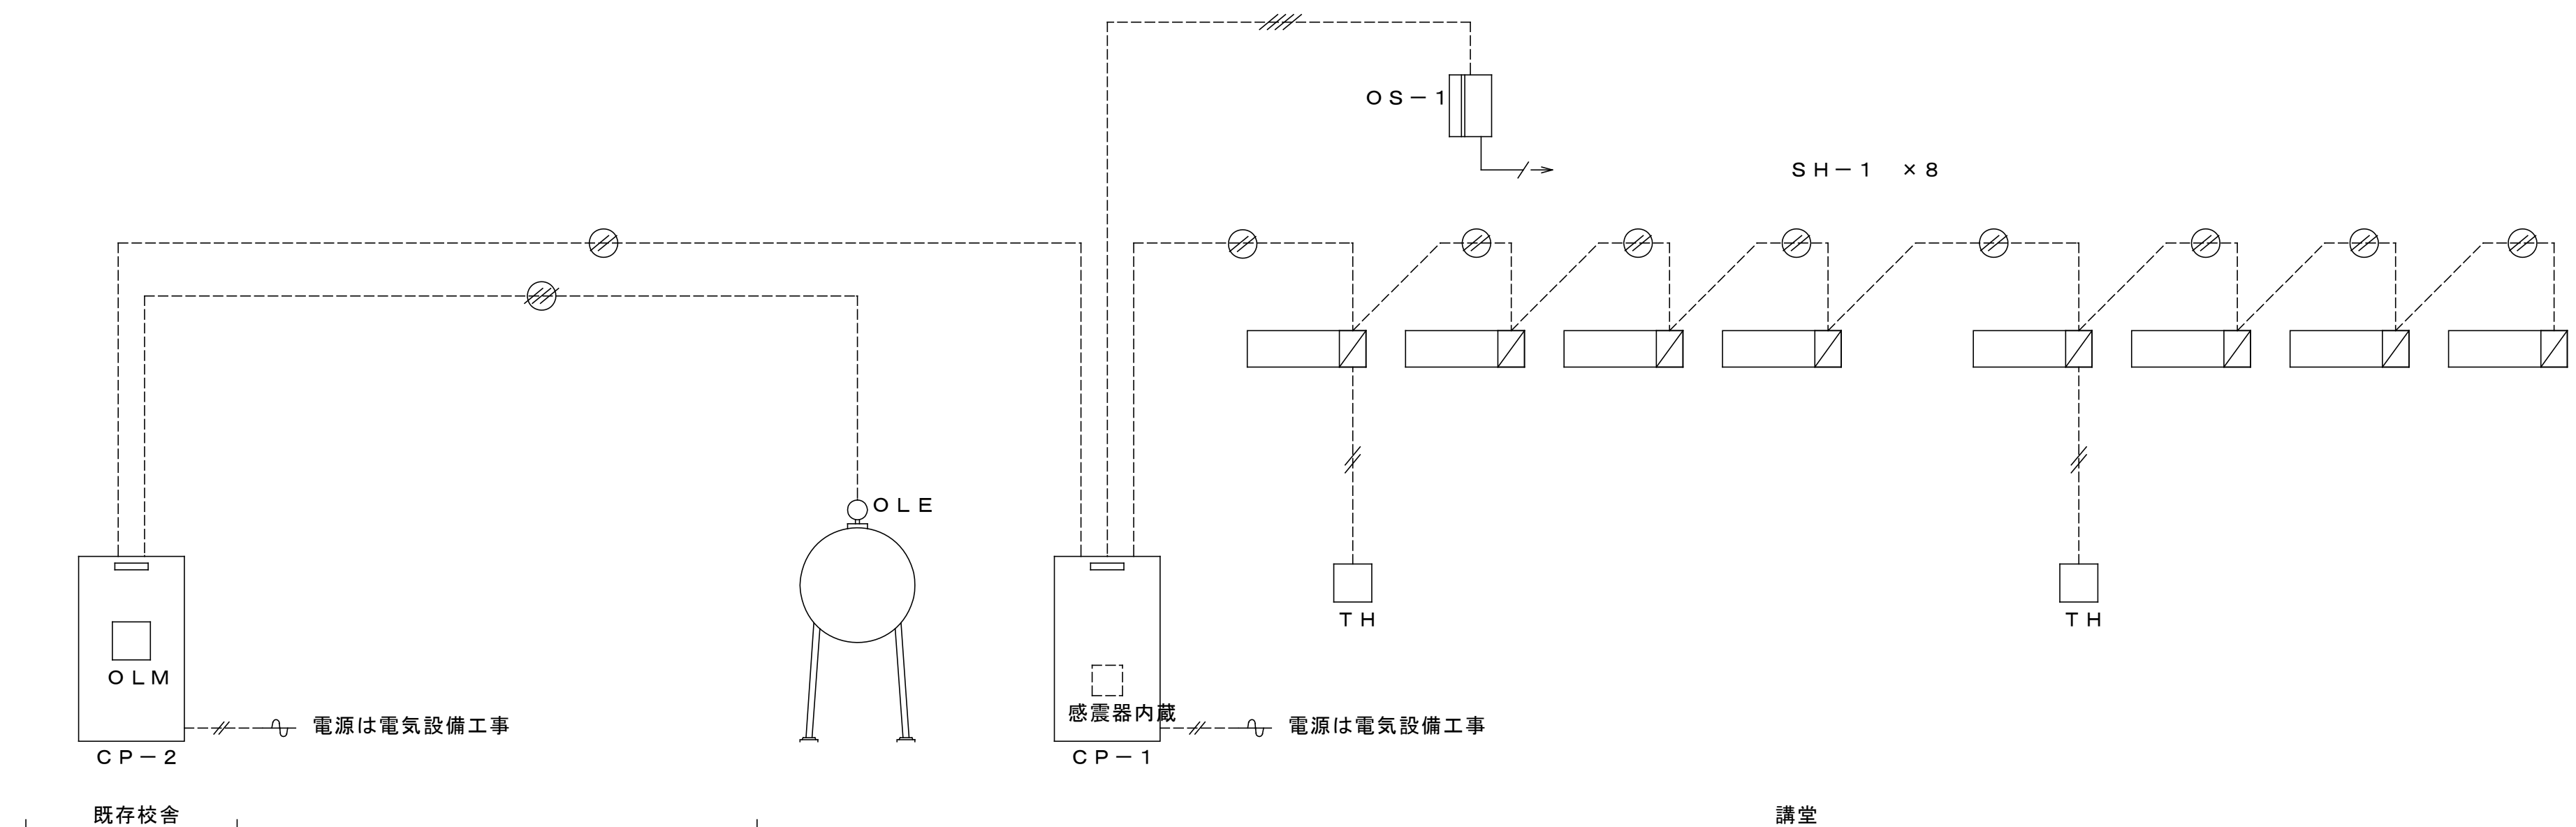 ＯＳ－１
ＳＨ－１　×８
ＯＬＥ
ＴＨ
ＴＨ
ＯＬＭ
感震器内蔵
電源は電気設備工事
電源は電気設備工事
ＣＰ－２
ＣＰ－１
既存校舎
講堂